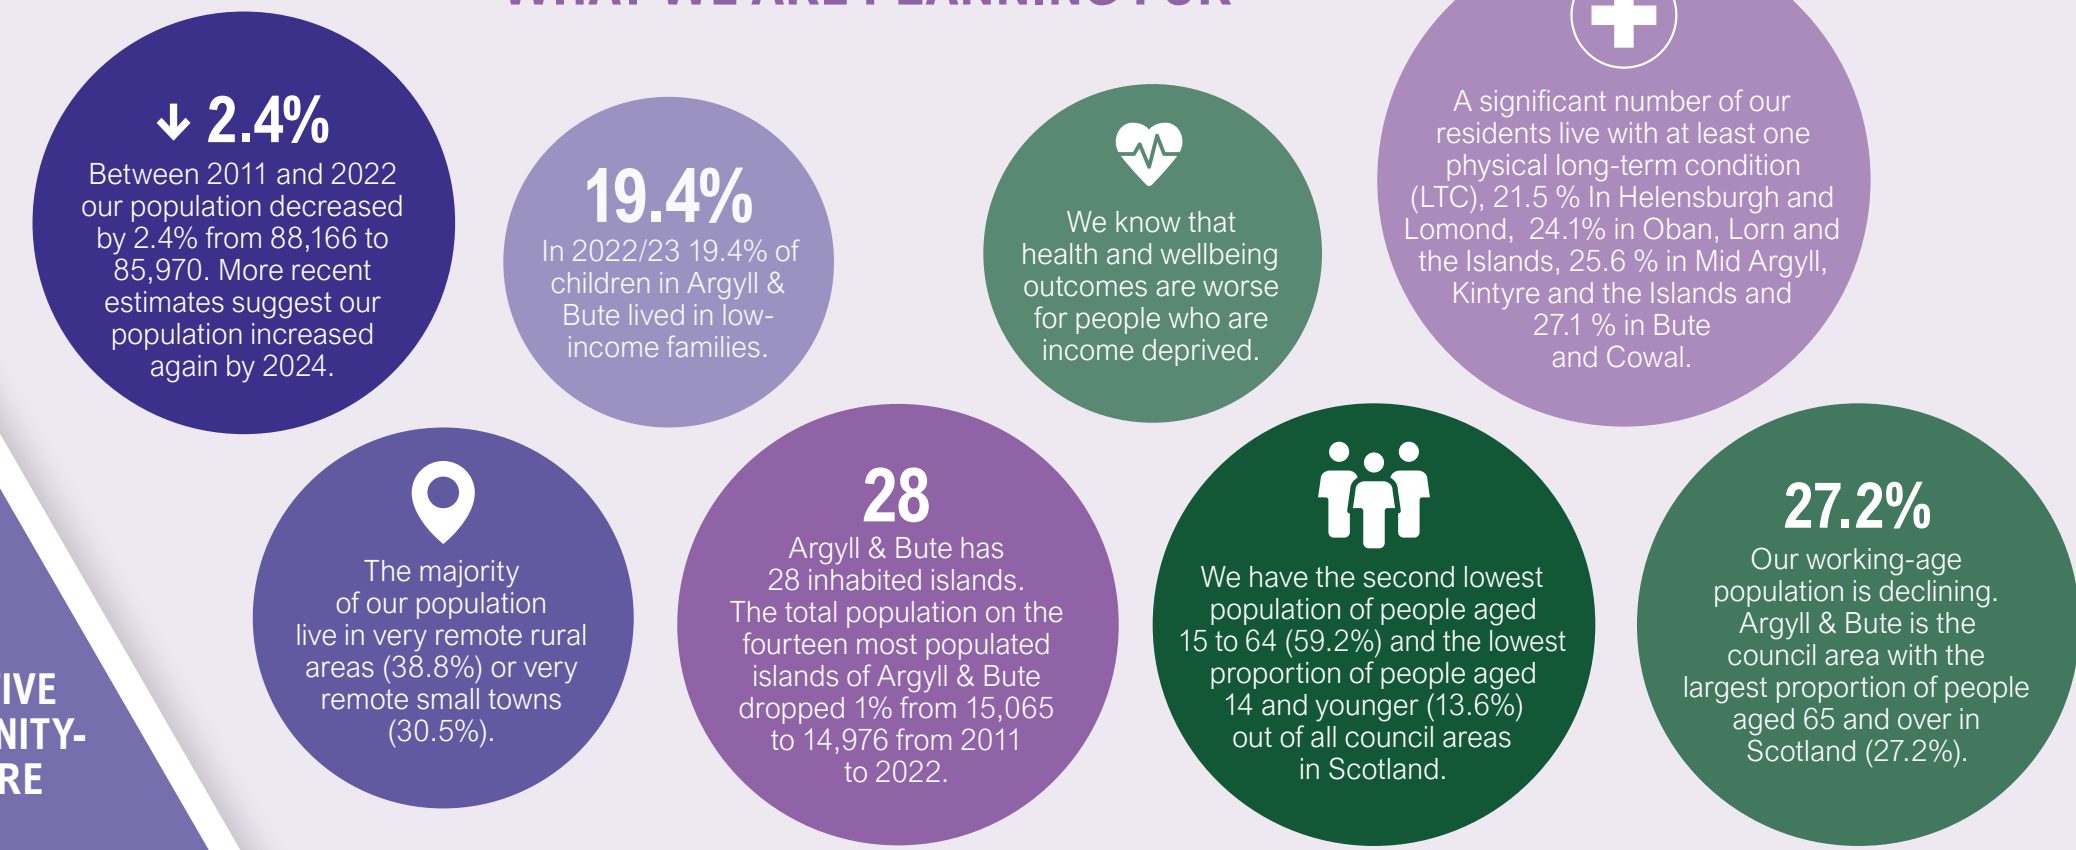 WHAT WE ARE PLANNING FOR
↓ 2.4%
Between 2011 and 2022
our population decreased
by 2.4% from 88,166 to
85,970. More recent
estimates suggest our
population increased
again by 2024.
19.4%
In 2022/23 19.4% of
children in Argyll &
Bute lived in low-
income families.
We know that
health and wellbeing
outcomes are worse
for people who are
income deprived.
A significant number of our
residents live with at least one
physical long-term condition
(LTC), 21.5 % In Helensburgh and
Lomond, 24.1% in Oban, Lorn and
the Islands, 25.6 % in Mid Argyll,
Kintyre and the Islands and
27.1 % in Bute
and Cowal.
The majority
of our population
live in very remote rural
areas (38.8%) or very
remote small towns
(30.5%).
28
Argyll & Bute has
28 inhabited islands.
The total population on the
fourteen most populated
islands of Argyll & Bute
dropped 1% from 15,065
to 14,976 from 2011
to 2022.
We have the second lowest
population of people aged
15 to 64 (59.2%) and the lowest
proportion of people aged
14 and younger (13.6%)
out of all council areas
in Scotland.
27.2%
Our working-age
population is declining.
Argyll & Bute is the
council area with the
largest proportion of people
aged 65 and over in
Scotland (27.2%).
TIVE
NITY-
RE